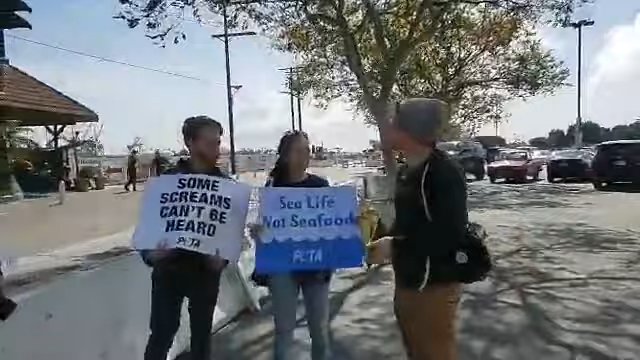 SOME
SCREAMS
CAN'T BE
HEARD
PETA
Sea Life
Not Seafood
PETA